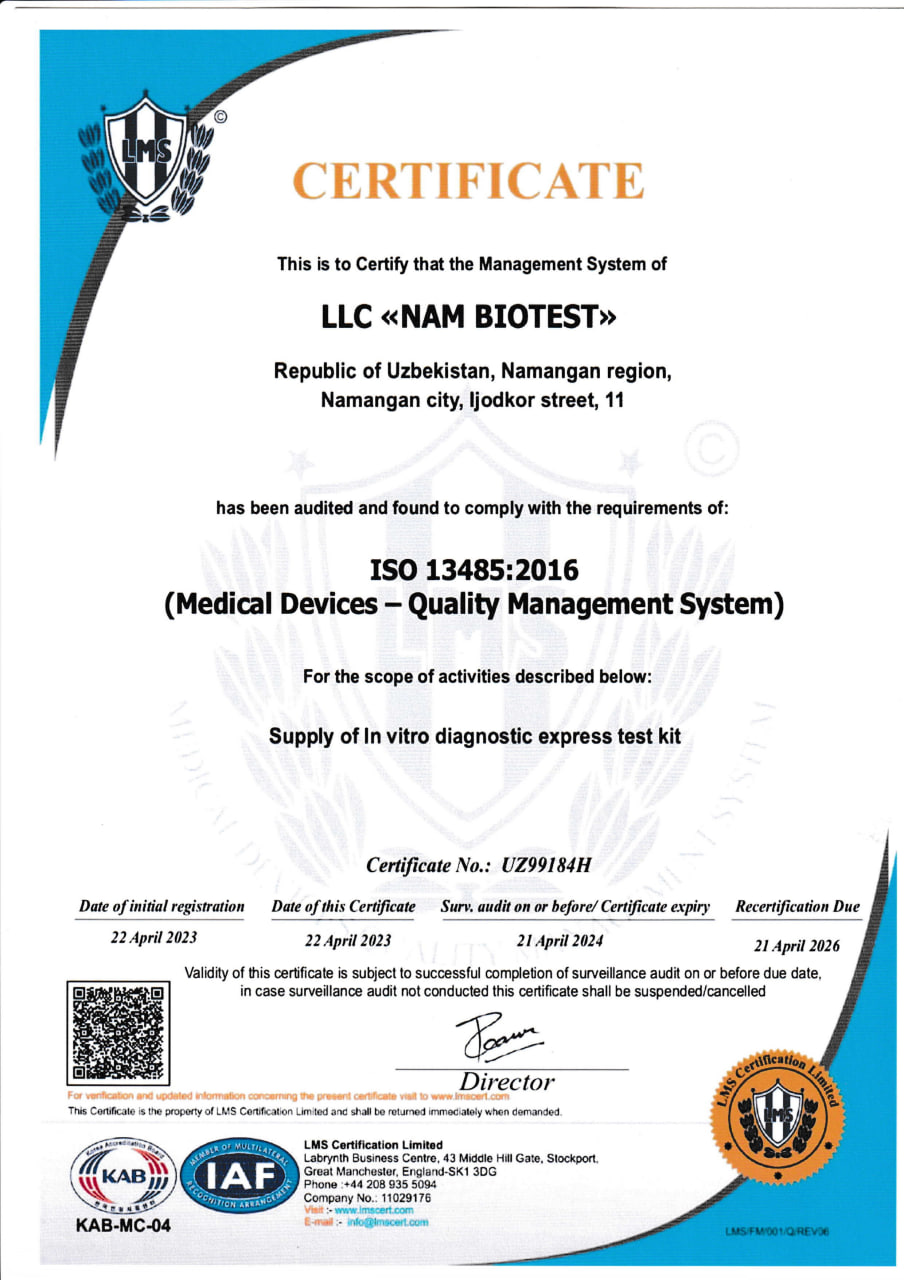 LMS
©
CERTIFICATE
This is to Certify that the Management System of
LLC «NAM BIOTEST»
Republic of Uzbekistan, Namangan region,
Namangan city, Ijodkor street, 11
©
has been audited and found to comply with the requirements of:
ISO 13485:2016
(Medical Devices – Quality Management System)
LMS
For the scope of activities described below:
Supply of In vitro diagnostic express test kit
Certificate No.: UZ99184H
Date of initial registration Date of this Certificate Surv. audit on or before/ Certificate expiry Recertification Due
22 April 2023 22 April 2023 21 April 2024 21 April 2026
Validity of this certificate is subject to successful completion of surveillance audit on or before due date,
in case surveillance audit not conducted this certificate shall be suspended/cancelled
Director
For verification and updated information concerning the present certificate visit to www.lmscert.com
This Certificate is the property of LMS Certification Limited and shall be returned immediately when demanded.
LMS Certification Limited
LMS
Korea Accreditation Board
KAB
KAB-MC-04
MEMBER OF MULTILATERAL
IAF
RECOGNITION ARRANGEMENT
LMS Certification Limited
Labrynth Business Centre, 43 Middle Hill Gate, Stockport,
Great Manchester, England-SK1 3DG
Phone :+44 208 935 5094
Company No.: 11029176
Visit :- www.lmscert.com
E-mail :- info@lmscert.com
LMS/FM/001/Q/REV06